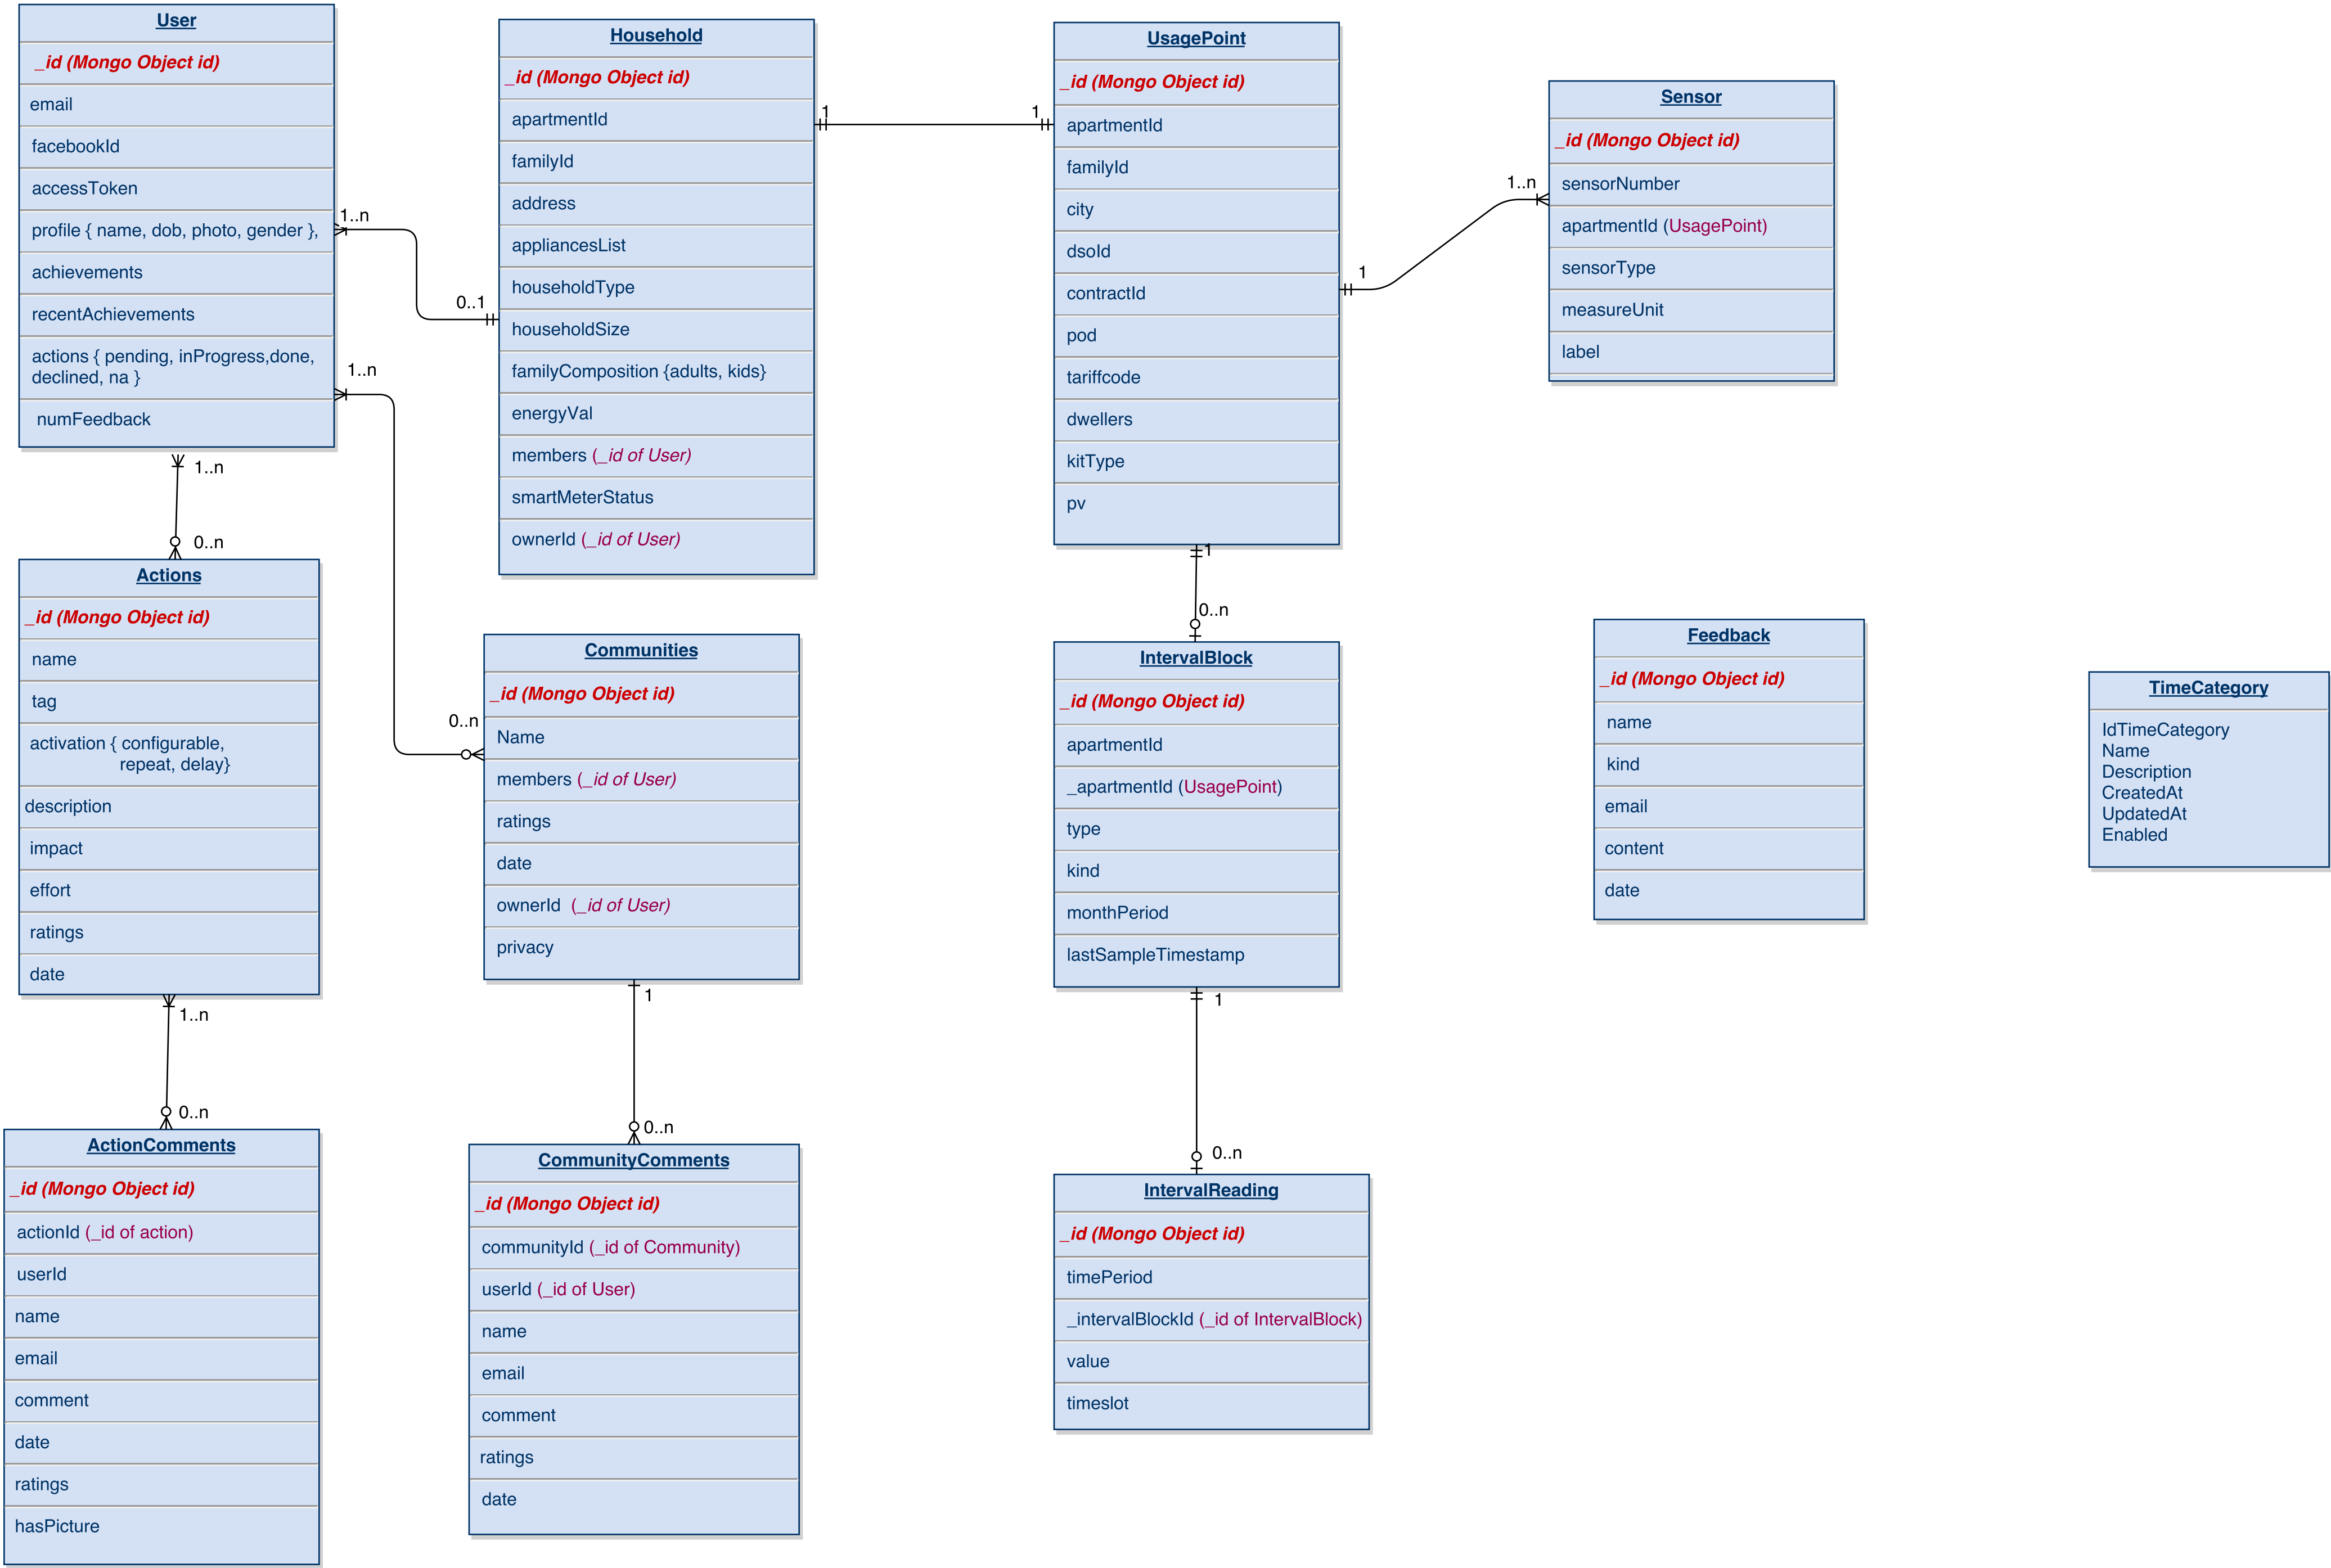 User
_id (Mongo Object id)
email
facebookId
accessToken
profile { name, dob, photo, gender },
achievements
recentAchievements
actions { pending, inProgress,done,
declined, na }
numFeedback
1..n
0..1
1..n
0..n
1..n
0..n
Household
_id (Mongo Object id)
apartmentId
familyId
address
appliancesList
householdType
householdSize
familyComposition {adults, kids}
energyVal
members (_id of User)
smartMeterStatus
ownerId (_id of User)
1
1
UsagePoint
_id (Mongo Object id)
apartmentId
familyId
city
dsoId
contractId
pod
tariffcode
dwellers
kitType
pv
1
1..n
1
0..n
Sensor
_id (Mongo Object id)
sensorNumber
apartmentId (UsagePoint)
sensorType
measureUnit
label
Actions
_id (Mongo Object id)
name
tag
activation { configurable,
repeat, delay}
description
impact
effort
ratings
date
1..n
0..n
Communities
_id (Mongo Object id)
Name
members (_id of User)
ratings
date
ownerId (_id of User)
privacy
1
0..n
IntervalBlock
_id (Mongo Object id)
apartmentId
_apartmentId (UsagePoint)
type
kind
monthPeriod
lastSampleTimestamp
1
0..n
Feedback
_id (Mongo Object id)
name
kind
email
content
date
TimeCategory
IdTimeCategory
Name
Description
CreatedAt
UpdatedAt
Enabled
ActionComments
_id (Mongo Object id)
actionId (_id of action)
userId
name
email
comment
date
ratings
hasPicture
CommunityComments
_id (Mongo Object id)
communityId (_id of Community)
userId (_id of User)
name
email
comment
ratings
date
IntervalReading
_id (Mongo Object id)
timePeriod
_intervalBlockId (_id of IntervalBlock)
value
timeslot